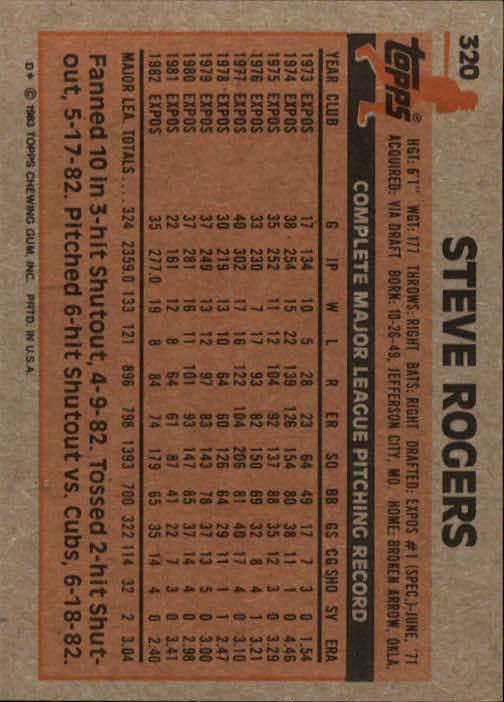 320
topps®
STEVE ROGERS
HGT: 6'1" WGT: 177 THROWS: RIGHT BATS: RIGHT DRAFTED: EXPOS #1 (SPEC.)-JUNE, '71
ACQUIRED: VIA DRAFT BORN: 10-26-49, JEFFERSON CITY, MO. HOME: BROKEN ARROW, OKLA.
COMPLETE MAJOR LEAGUE PITCHING RECORD
YEAR CLUB G IP W L R ER SO BB GS CG SHO SV ERA
1973 EXPOS 17 134 10 5 28 23 64 49 17 7 3 0 1.54
1974 EXPOS 38 254 15 22 139 126 154 80 38 11 1 0 4.46
1975 EXPOS 35 252 11 12 104 92 137 88 35 12 3 0 3.29
1976 EXPOS 33 230 7 17 93 82 150 69 32 8 4 1 3.21
1977 EXPOS 40 302 17 16 122 104 206 81 40 17 4 0 3.10
1978 EXPOS 30 219 13 10 64 60 126 64 29 11 1 1 2.47
1979 EXPOS 37 249 13 12 97 83 143 78 37 13 5 0 3.00
1980 EXPOS 37 281 16 11 101 93 147 85 37 14 4 0 2.98
1981 EXPOS 22 161 12 8 64 61 87 41 22 7 3 0 3.41
1982 EXPOS 35 277.0 19 8 84 74 179 65 35 14 4 0 2.40
MAJOR LEA. TOTALS ... 324 2359.0 133 121 896 798 1393 700 322 114 32 2 3.04
Fanned 10 in 3-hit Shutout, 4-9-82. Tossed 2-hit Shut-
out, 5-17-82. Pitched 6-hit Shutout vs. Cubs, 6-18-82.
D* © 1983 TOPPS CHEWING GUM, INC. PRTD. IN U.S.A.